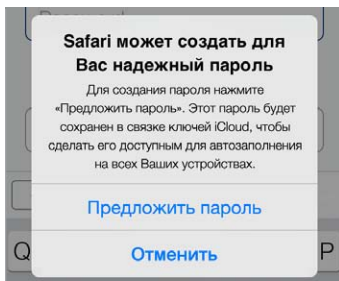 Password
Safari может создать для
Вас надежный пароль
Для создания пароля нажмите
«Предложить пароль». Этот пароль будет
сохранен в связке ключей iCloud, чтобы
сделать его доступным для автозаполнения
на всех Ваших устройствах.
Предложить пароль
Отменить
Q P